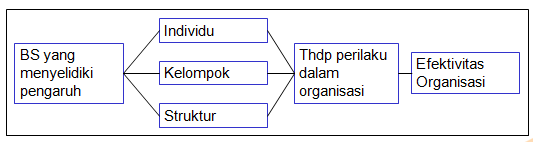 BS yang
menyelidiki
pengaruh
Individu
Kelompok
Struktur
Thdp perilaku
dalam
organisasi
Efektivitas
Organisasi